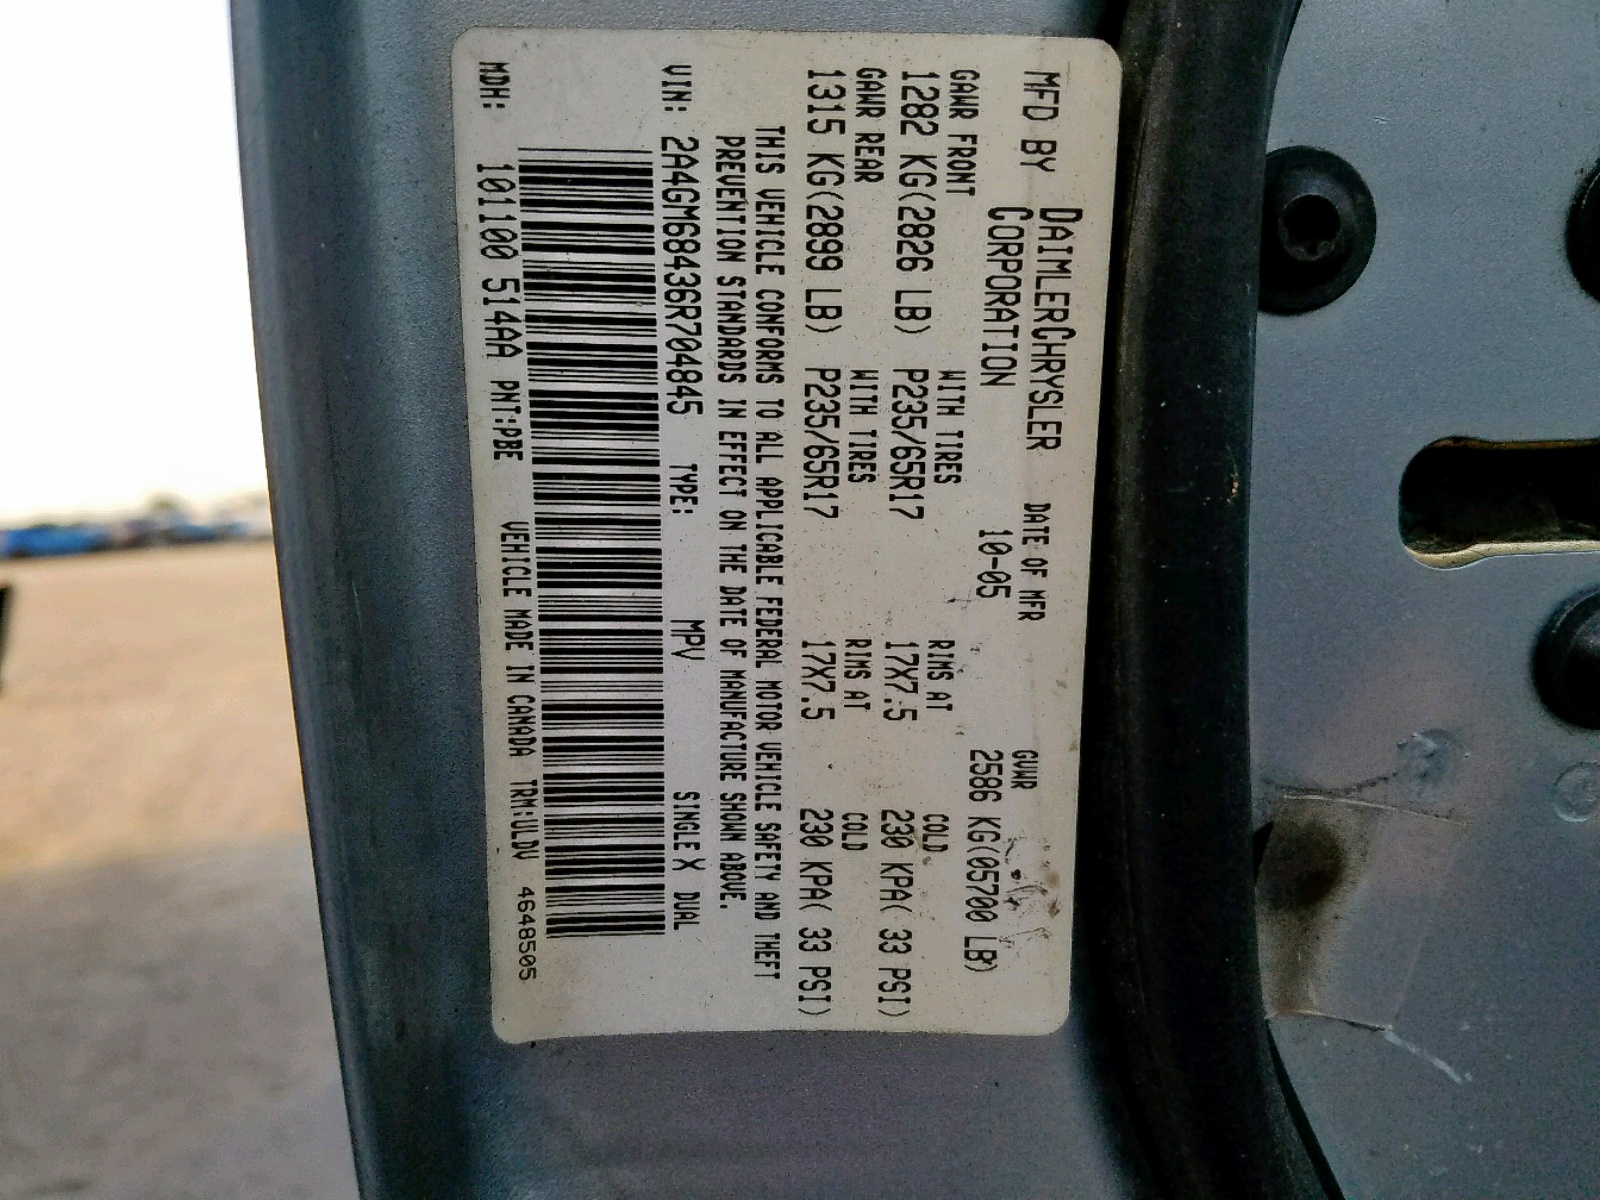 MFD BY DAIMLERCHRYSLER DATE OF MFR GVWR
CORPORATION 10-05 2586 KG(05700 LB)
GAWR FRONT WITH TIRES RIMS AT COLD
1282 KG(2826 LB) P235/65R17 17X7.5 230 KPA( 33 PSI)
GAWR REAR WITH TIRES RIMS AT COLD
1315 KG(2899 LB) P235/65R17 17X7.5 230 KPA( 33 PSI)
THIS VEHICLE CONFORMS TO ALL APPLICABLE FEDERAL MOTOR VEHICLE SAFETY AND THEFT
PREVENTION STANDARDS IN EFFECT ON THE DATE OF MANUFACTURE SHOWN ABOVE.
VIN: 2A4GM68436R704845 TYPE: MPV SINGLE X DUAL
MDH: 101100 514AA PNT:PBE VEHICLE MADE IN CANADA TRM:ULDV 4648505